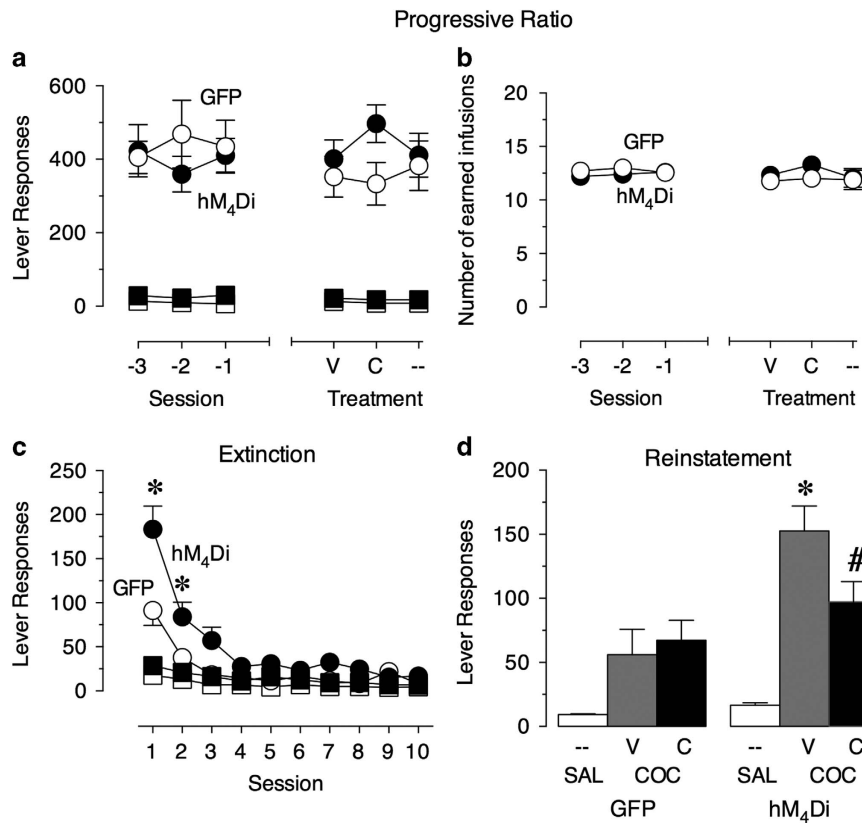 Progressive Ratio
a
Lever Responses
600
400
200
0
GFP
hM₄Di
-3 -2 -1
V C --
Session
Treatment
b
Number of earned infusions
20
15
10
5
0
GFP
hM₄Di
-3 -2 -1
V C --
Session
Treatment
c
Extinction
Lever Responses
250
200
150
100
50
0
*
hM₄Di
*
GFP
1 2 3 4 5 6 7 8 9 10
Session
d
Reinstatement
Lever Responses
200
150
100
50
0
*
#
-- V C
SAL COC
GFP
-- V C
SAL COC
hM₄Di